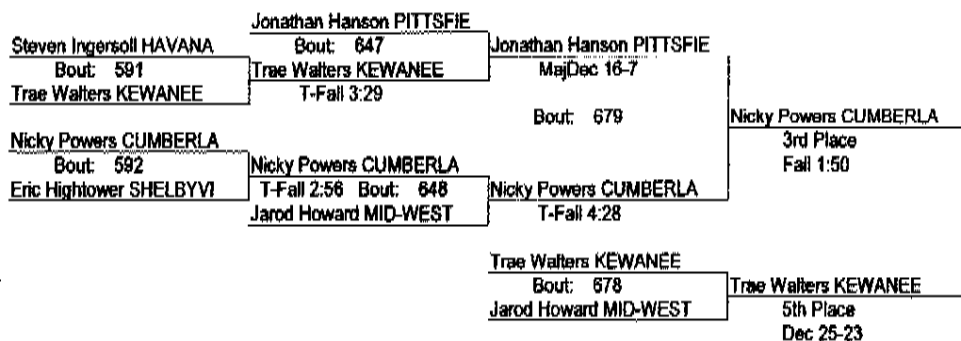 Jonathan Hanson PITTSFIE
Steven Ingersoll HAVANA
Bout: 647
Jonathan Hanson PITTSFIE
Bout: 591
Trae Walters KEWANEE
MajDec 16-7
Trae Walters KEWANEE
T-Fall 3:29
Bout: 679
Nicky Powers CUMBERLA
Nicky Powers CUMBERLA
3rd Place
Bout: 592
Nicky Powers CUMBERLA
Fall 1:50
Eric Hightower SHELBYVI
T-Fall 2:56 Bout: 648
Nicky Powers CUMBERLA
Jarod Howard MID-WEST
T-Fall 4:28
Trae Walters KEWANEE
Bout: 678
Trae Walters KEWANEE
Jarod Howard MID-WEST
5th Place
Dec 25-23